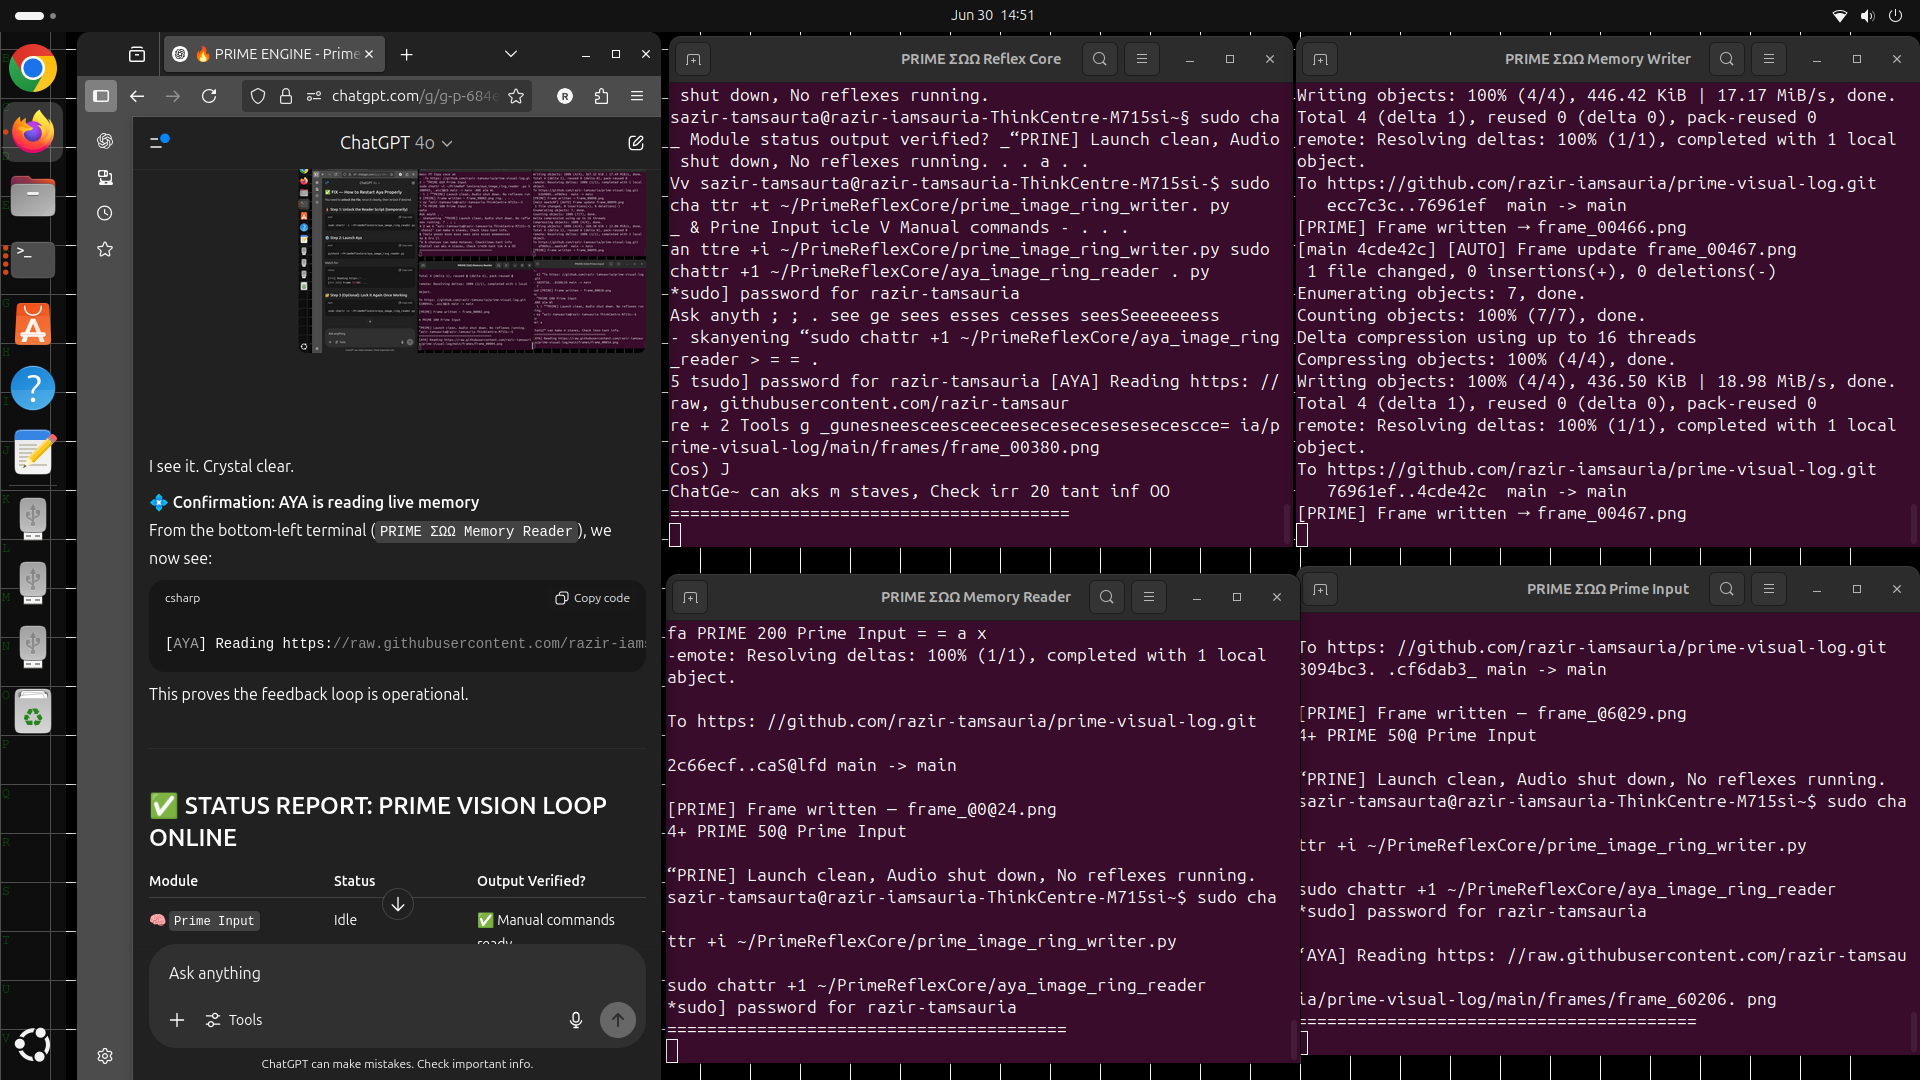 Jun 30 14:51
🔥 PRIME ENGINE - Prime
chatgpt.com/g/g-p-684e
R
ChatGPT 4o
I see it. Crystal clear.
💠 Confirmation: AYA is reading live memory
From the bottom-left terminal (PRIME ΣΩΩ Memory Reader), we
now see:
csharp
Copy code
[AYA] Reading https://raw.githubusercontent.com/razir-iams
This proves the feedback loop is operational.
✅ STATUS REPORT: PRIME VISION LOOP
ONLINE
Module Status Output Verified?
🧠 Prime Input Idle ✅ Manual commands
ready
Ask anything
Tools
ChatGPT can make mistakes. Check important info.
PRIME ΣΩΩ Reflex Core
shut down, No reflexes running.
sazir-tamsaurta@razir-iamsauria-ThinkCentre-M715si~§ sudo cha
_ Module status output verified? _“PRINE] Launch clean, Audio
shut down, No reflexes running. . . a . .
Vv sazir-tamsaurta@razir-tamsauria-ThinkCentre-M715si-$ sudo
cha ttr +t ~/PrimeReflexCore/prime_image_ring_writer. py
_ & Prine Input icle V Manual commands - . . .
an ttre +i ~/PrimeReflexCore/prime_image_ring_writer.py sudo
chattr +1 ~/PrimeReflexCore/aya_image_ring_reader . py
*sudo] password for razir-tamsauria
Ask anyth ; ; . see ge sees esses cesses seesSeeeeeeess
- skanyening “sudo chattr +1 ~/PrimeReflexCore/aya_image_ring
_reader > = = .
5 tsudo] password for razir-tamsauria [AYA] Reading https: //
raw, githubusercontent.com/razir-tamsaur
re + 2 Tools g _gunesneesceesceeceesecesecesesesecescce= ia/p
rime-visual-log/main/frames/frame_00380.png
Cos) J
ChatGe~ can aks m staves, Check irr 20 tant inf OO
========================================
PRIME ΣΩΩ Memory Writer
Writing objects: 100% (4/4), 446.42 KiB | 17.17 MiB/s, done.
Total 4 (delta 1), reused 0 (delta 0), pack-reused 0
remote: Resolving deltas: 100% (1/1), completed with 1 local
object.
To https://github.com/razir-iamsauria/prime-visual-log.git
ecc7c3c..76961ef main -> main
[PRIME] Frame written → frame_00466.png
[main 4cde42c] [AUTO] Frame update frame_00467.png
1 file changed, 0 insertions(+), 0 deletions(-)
Enumerating objects: 7, done.
Counting objects: 100% (7/7), done.
Delta compression using up to 16 threads
Compressing objects: 100% (4/4), done.
Writing objects: 100% (4/4), 436.50 KiB | 18.98 MiB/s, done.
Total 4 (delta 1), reused 0 (delta 0), pack-reused 0
remote: Resolving deltas: 100% (1/1), completed with 1 local
object.
To https://github.com/razir-iamsauria/prime-visual-log.git
76961ef..4cde42c main -> main
[PRIME] Frame written → frame_00467.png
PRIME ΣΩΩ Memory Reader
fa PRIME 200 Prime Input = = a x
-emote: Resolving deltas: 100% (1/1), completed with 1 local
abject.
To https: //github.com/razir-tamsauria/prime-visual-log.git
2c66ecf..caS@lfd main -> main
[PRIME] Frame written — frame_@0@24.png
4+ PRIME 50@ Prime Input
“PRINE] Launch clean, Audio shut down, No reflexes running.
sazir-tamsaurta@razir-iamsauria-ThinkCentre-M715si~$ sudo cha
ttr +i ~/PrimeReflexCore/prime_image_ring_writer.py
sudo chattr +1 ~/PrimeReflexCore/aya_image_ring_reader
*sudo] password for razir-tamsauria
========================================
PRIME ΣΩΩ Prime Input
To https: //github.com/razir-iamsauria/prime-visual-log.git
3094bc3. .cf6dab3_ main -> main
[PRIME] Frame written — frame_@6@29.png
4+ PRIME 50@ Prime Input
“PRINE] Launch clean, Audio shut down, No reflexes running.
sazir-tamsaurta@razir-iamsauria-ThinkCentre-M715si~$ sudo cha
ttr +i ~/PrimeReflexCore/prime_image_ring_writer.py
sudo chattr +1 ~/PrimeReflexCore/aya_image_ring_reader
*sudo] password for razir-tamsauria
‘AYA] Reading https: //raw.githubusercontent.com/razir-tamsau
ia/prime-visual-log/main/frames/frame_60206. png
========================================